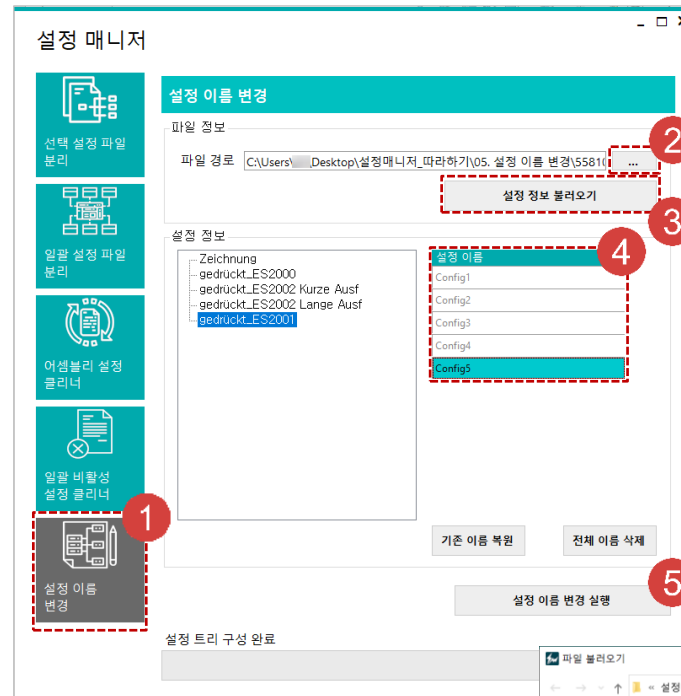 설정 매니저
선택 설정 파일
분리
일괄 설정 파일
분리
어셈블리 설정
클리너
일괄 비활성
설정 클리너
1
설정 이름
변경
설정 이름 변경
파일 정보
파일 경로 C:\Users\ Desktop\설정매니저_따라하기\05. 설정 이름 변경\5581( ...
2
설정 정보 불러오기
3
설정 정보
Zeichnung
gedrückt_ES2000
gedrückt_ES2002 Kurze Ausf
gedrückt_ES2002 Lange Ausf
gedrückt_ES2001
4
설정 이름
Config1
Config2
Config3
Config4
Config5
기존 이름 복원
전체 이름 삭제
설정 이름 변경 실행
5
설정 트리 구성 완료
파일 불러오기
« 설정